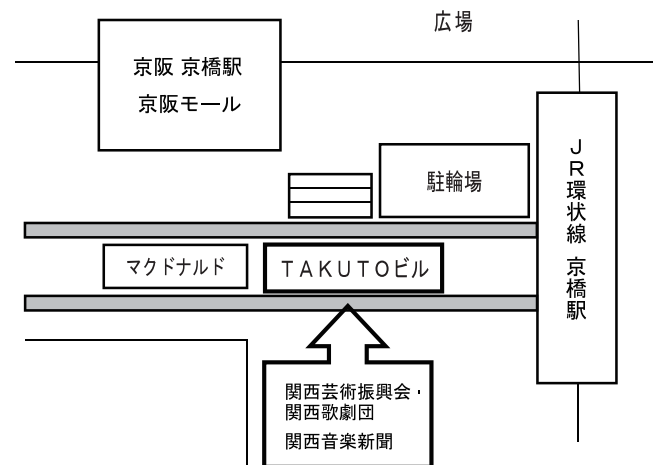 広場
京阪 京橋駅
京阪モール
JR環状線 京橋駅
駐輪場
マクドナルド
TAKUTOビル
関西芸術振興会・
関西歌劇団
関西音楽新聞